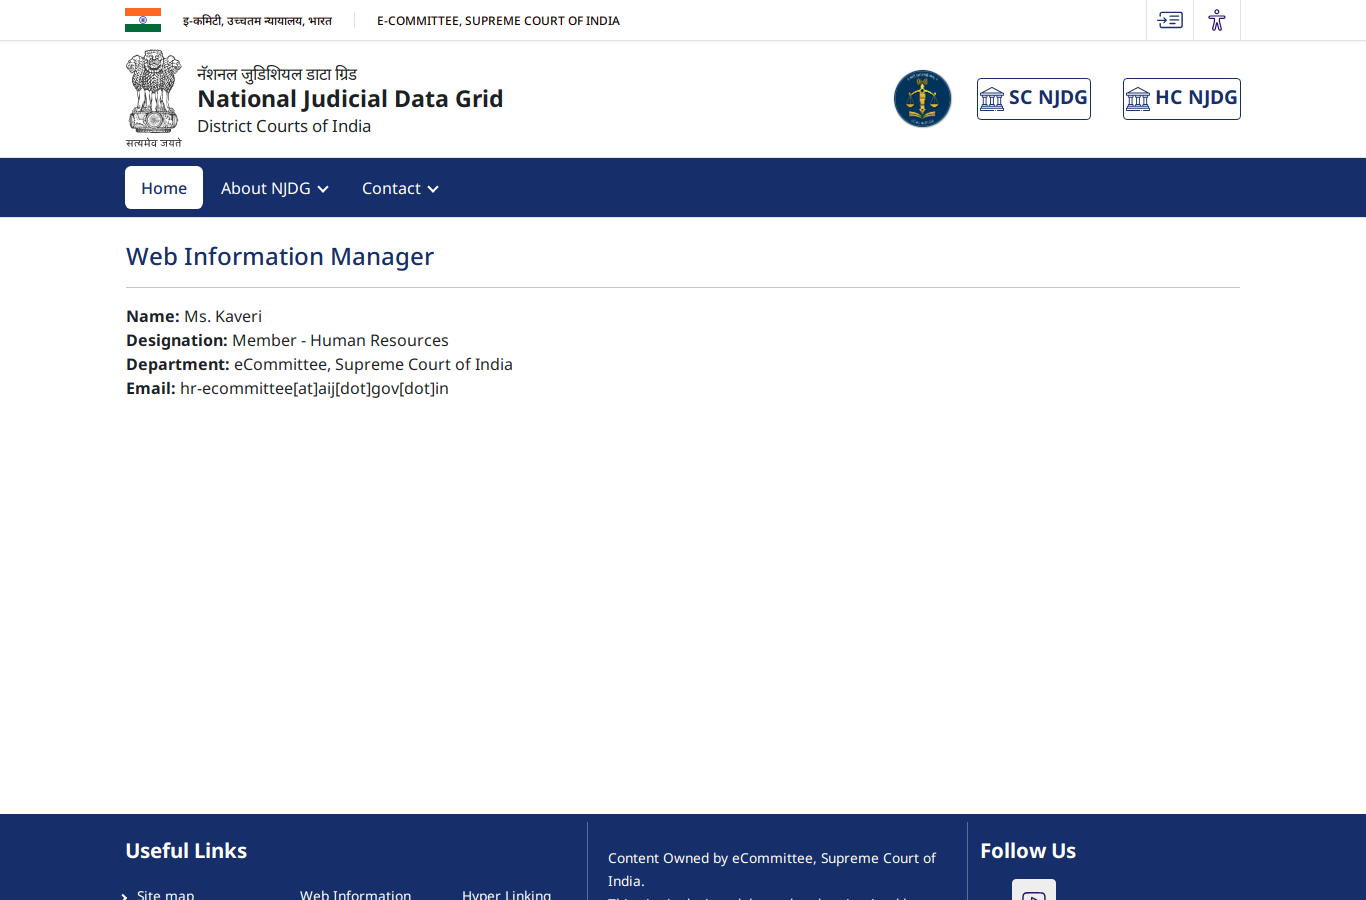 इ-कमिटी, उच्चतम न्यायालय, भारत
E-COMMITTEE, SUPREME COURT OF INDIA
सत्यमेव जयते
नॅशनल जुडिशियल डाटा ग्रिड
National Judicial Data Grid
District Courts of India
SC NJDG
HC NJDG
Home
About NJDG
Contact
Web Information Manager
Name: Ms. Kaveri
Designation: Member - Human Resources
Department: eCommittee, Supreme Court of India
Email: hr-ecommittee[at]aij[dot]gov[dot]in
Useful Links
Site map
Web Information
Hyper Linking
Content Owned by eCommittee, Supreme Court of
India.
Follow Us